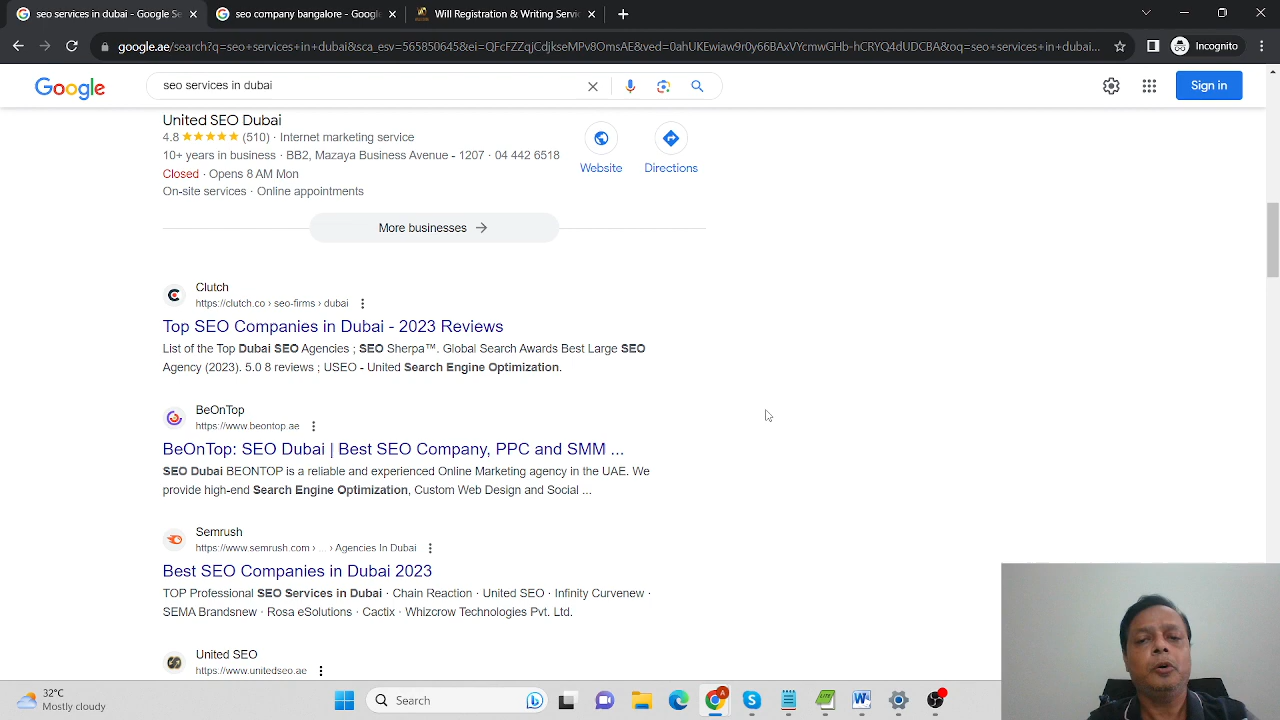 seo services in dubai - Google Se
seo company bangalore - Google
Will Registration & Writing Servic
google.ae/search?q=seo+services+in+dubai&sca_esv=565850045&ei=QFcFZZqjCdjkseMPv8OmsAE&ved=0ahUKEwiaw9r0y66BAxVYcmwGHb-hCRYQ4dUDCBA&oq=seo+services+in+dubai...
Incognito
Google
seo services in dubai
Sign in
United SEO Dubai
4.8 (510) · Internet marketing service
10+ years in business · BB2, Mazaya Business Avenue - 1207 · 04 442 6518
Closed · Opens 8 AM Mon
On-site services · Online appointments
Website
Directions
More businesses
Clutch
https://clutch.co › seo-firms › dubai
Top SEO Companies in Dubai - 2023 Reviews
List of the Top Dubai SEO Agencies ; SEO Sherpa™. Global Search Awards Best Large SEO
Agency (2023). 5.0 8 reviews ; USEO - United Search Engine Optimization.
BeOnTop
https://www.beontop.ae
BeOnTop: SEO Dubai | Best SEO Company, PPC and SMM ...
SEO Dubai BEONTOP is a reliable and experienced Online Marketing agency in the UAE. We
provide high-end Search Engine Optimization, Custom Web Design and Social ...
Semrush
https://www.semrush.com › ... › Agencies In Dubai
Best SEO Companies in Dubai 2023
TOP Professional SEO Services in Dubai · Chain Reaction · United SEO · Infinity Curvenew ·
SEMA Brandsnew · Rosa eSolutions · Cactix · Whizcrow Technologies Pvt. Ltd.
United SEO
https://www.unitedseo.ae
32°C
Mostly cloudy
Search